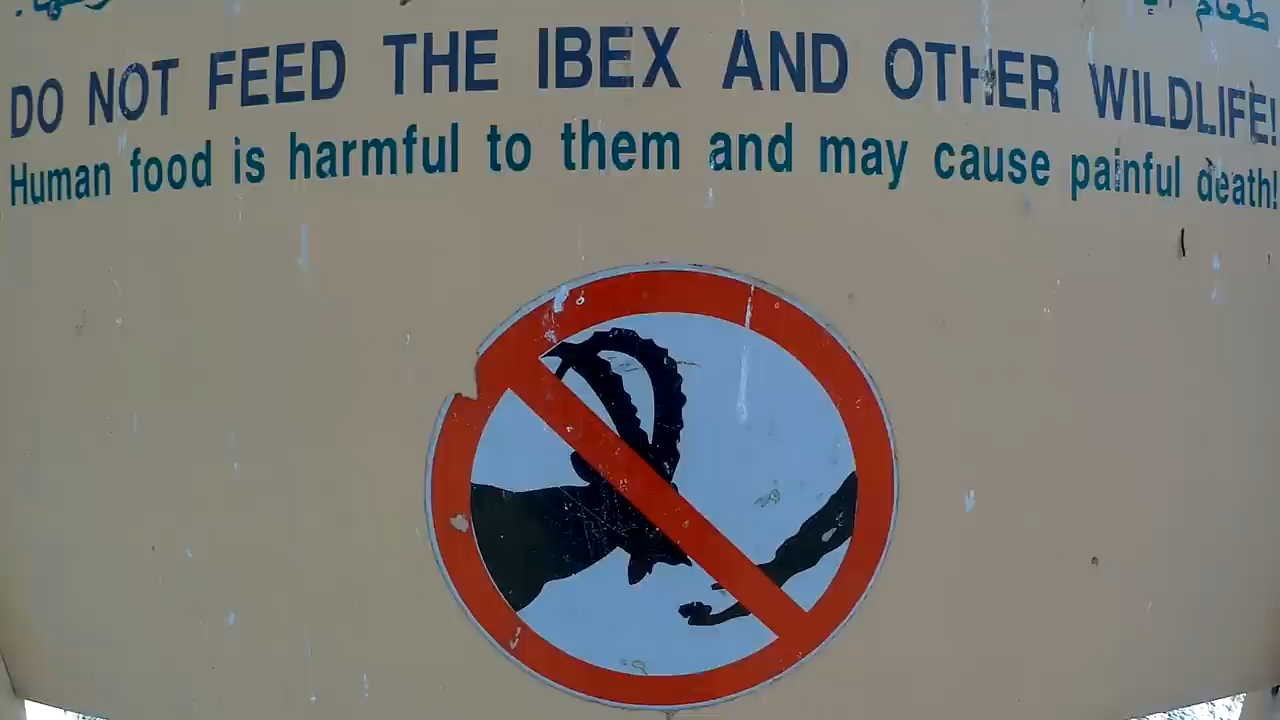 طعام
DO NOT FEED THE IBEX AND OTHER WILDLIFE!
Human food is harmful to them and may cause painful death!